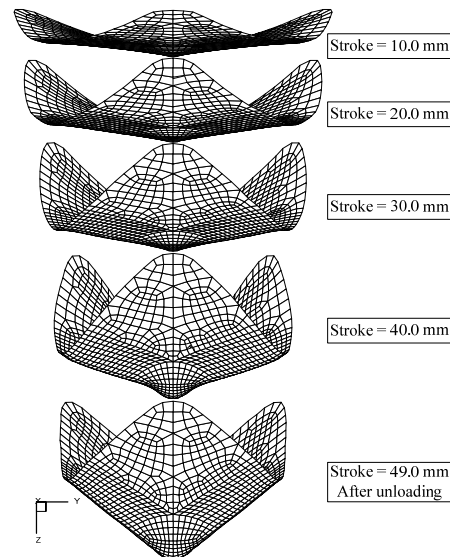 Stroke = 10.0 mm
Stroke = 20.0 mm
Stroke = 30.0 mm
Stroke = 40.0 mm
Stroke = 49.0 mm
After unloading
X
Y
Z